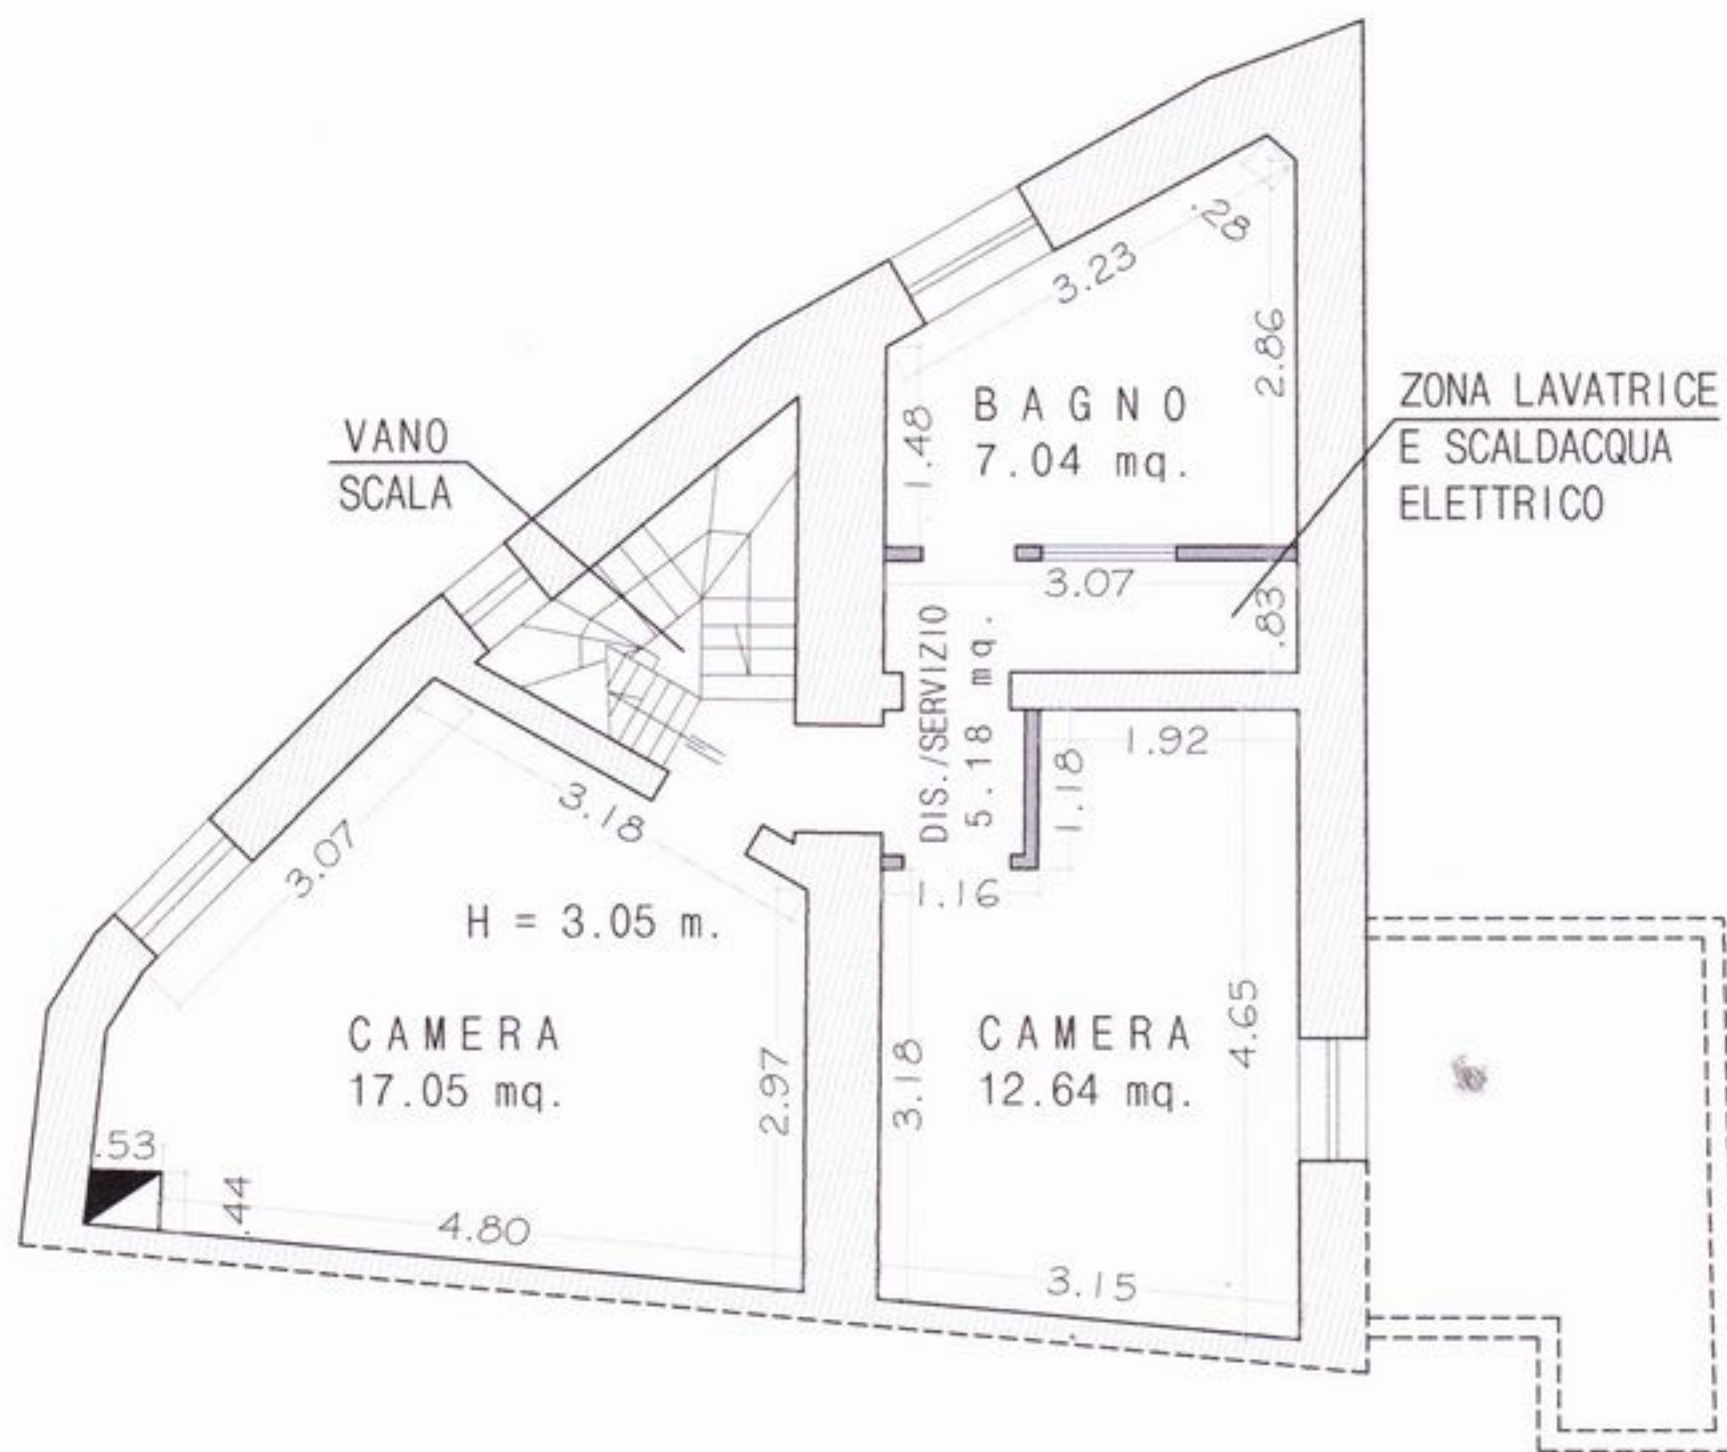 .28
3.23
2.86
ZONA LAVATRICE
E SCALDACQUA
ELETTRICO
BAGNO
7.04 mq.
1.48
VANO
SCALA
3.07
.83
DIS./SERVIZIO
5.18 mq.
1.92
1.18
3.18
3.07
1.16
H = 3.05 m.
CAMERA
17.05 mq.
2.97
3.18
CAMERA
12.64 mq.
4.65
.53
.44
4.80
3.15